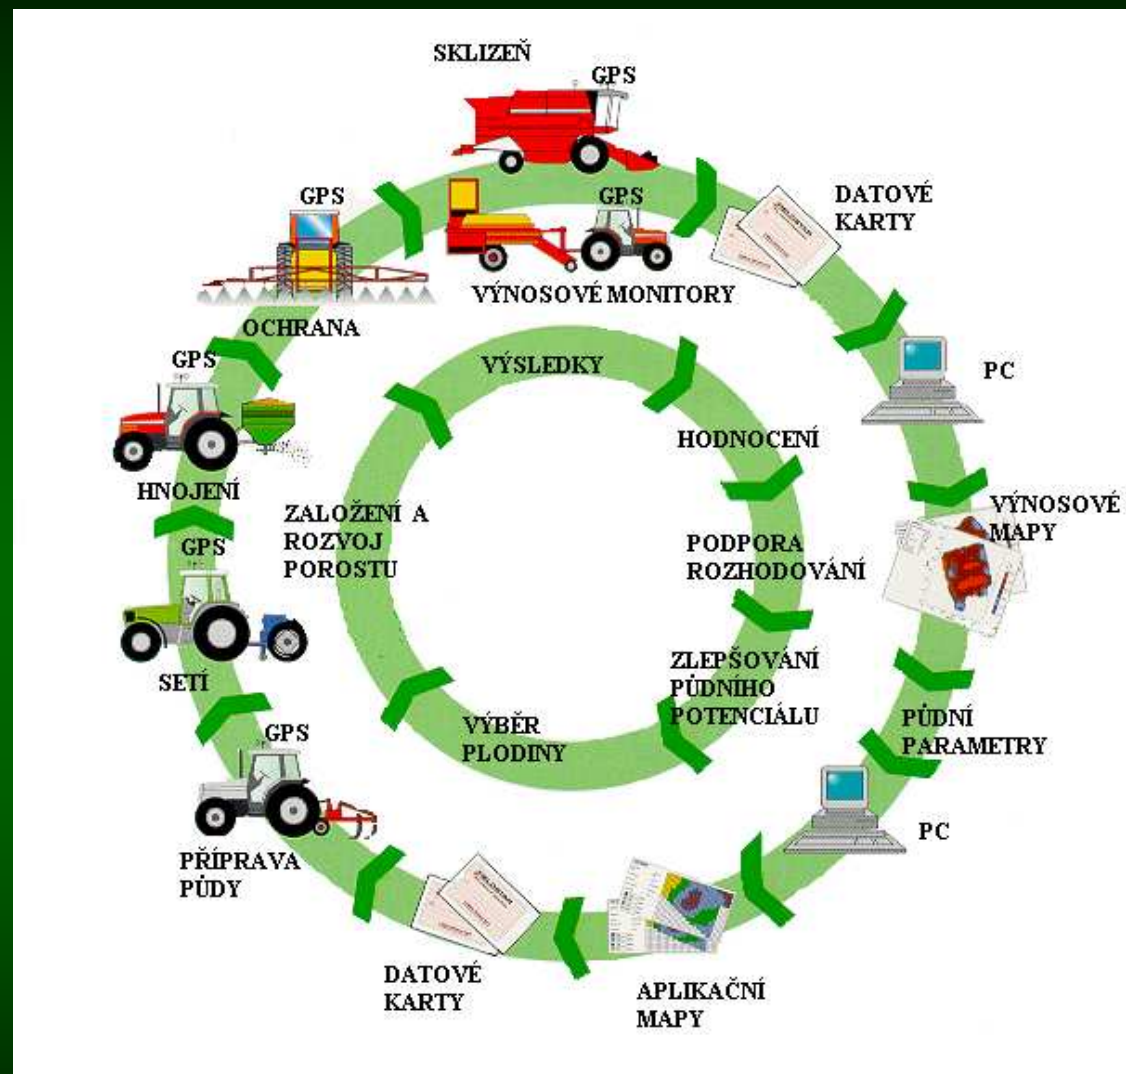 SKLIZEŇ
GPS
GPS
GPS
DATOVÉ
KARTY
VÝNOSOVÉ MONITORY
OCHRANA
GPS
VÝSLEDKY
PC
HODNOCENÍ
HNOJENÍ
ZALOŽENÍ A
ROZVOJ
POROSTU
VÝNOSOVÉ
MAPY
PODPORA
ROZHODOVÁNÍ
GPS
SETÍ
ZLEPŠOVÁNÍ
PŮDNÍHO
POTENCIÁLU
PŮDNÍ
PARAMETRY
GPS
VÝBĚR
PLODINY
PC
PŘÍPRAVA
PŮDY
DATOVÉ
KARTY
APLIKAČNÍ
MAPY